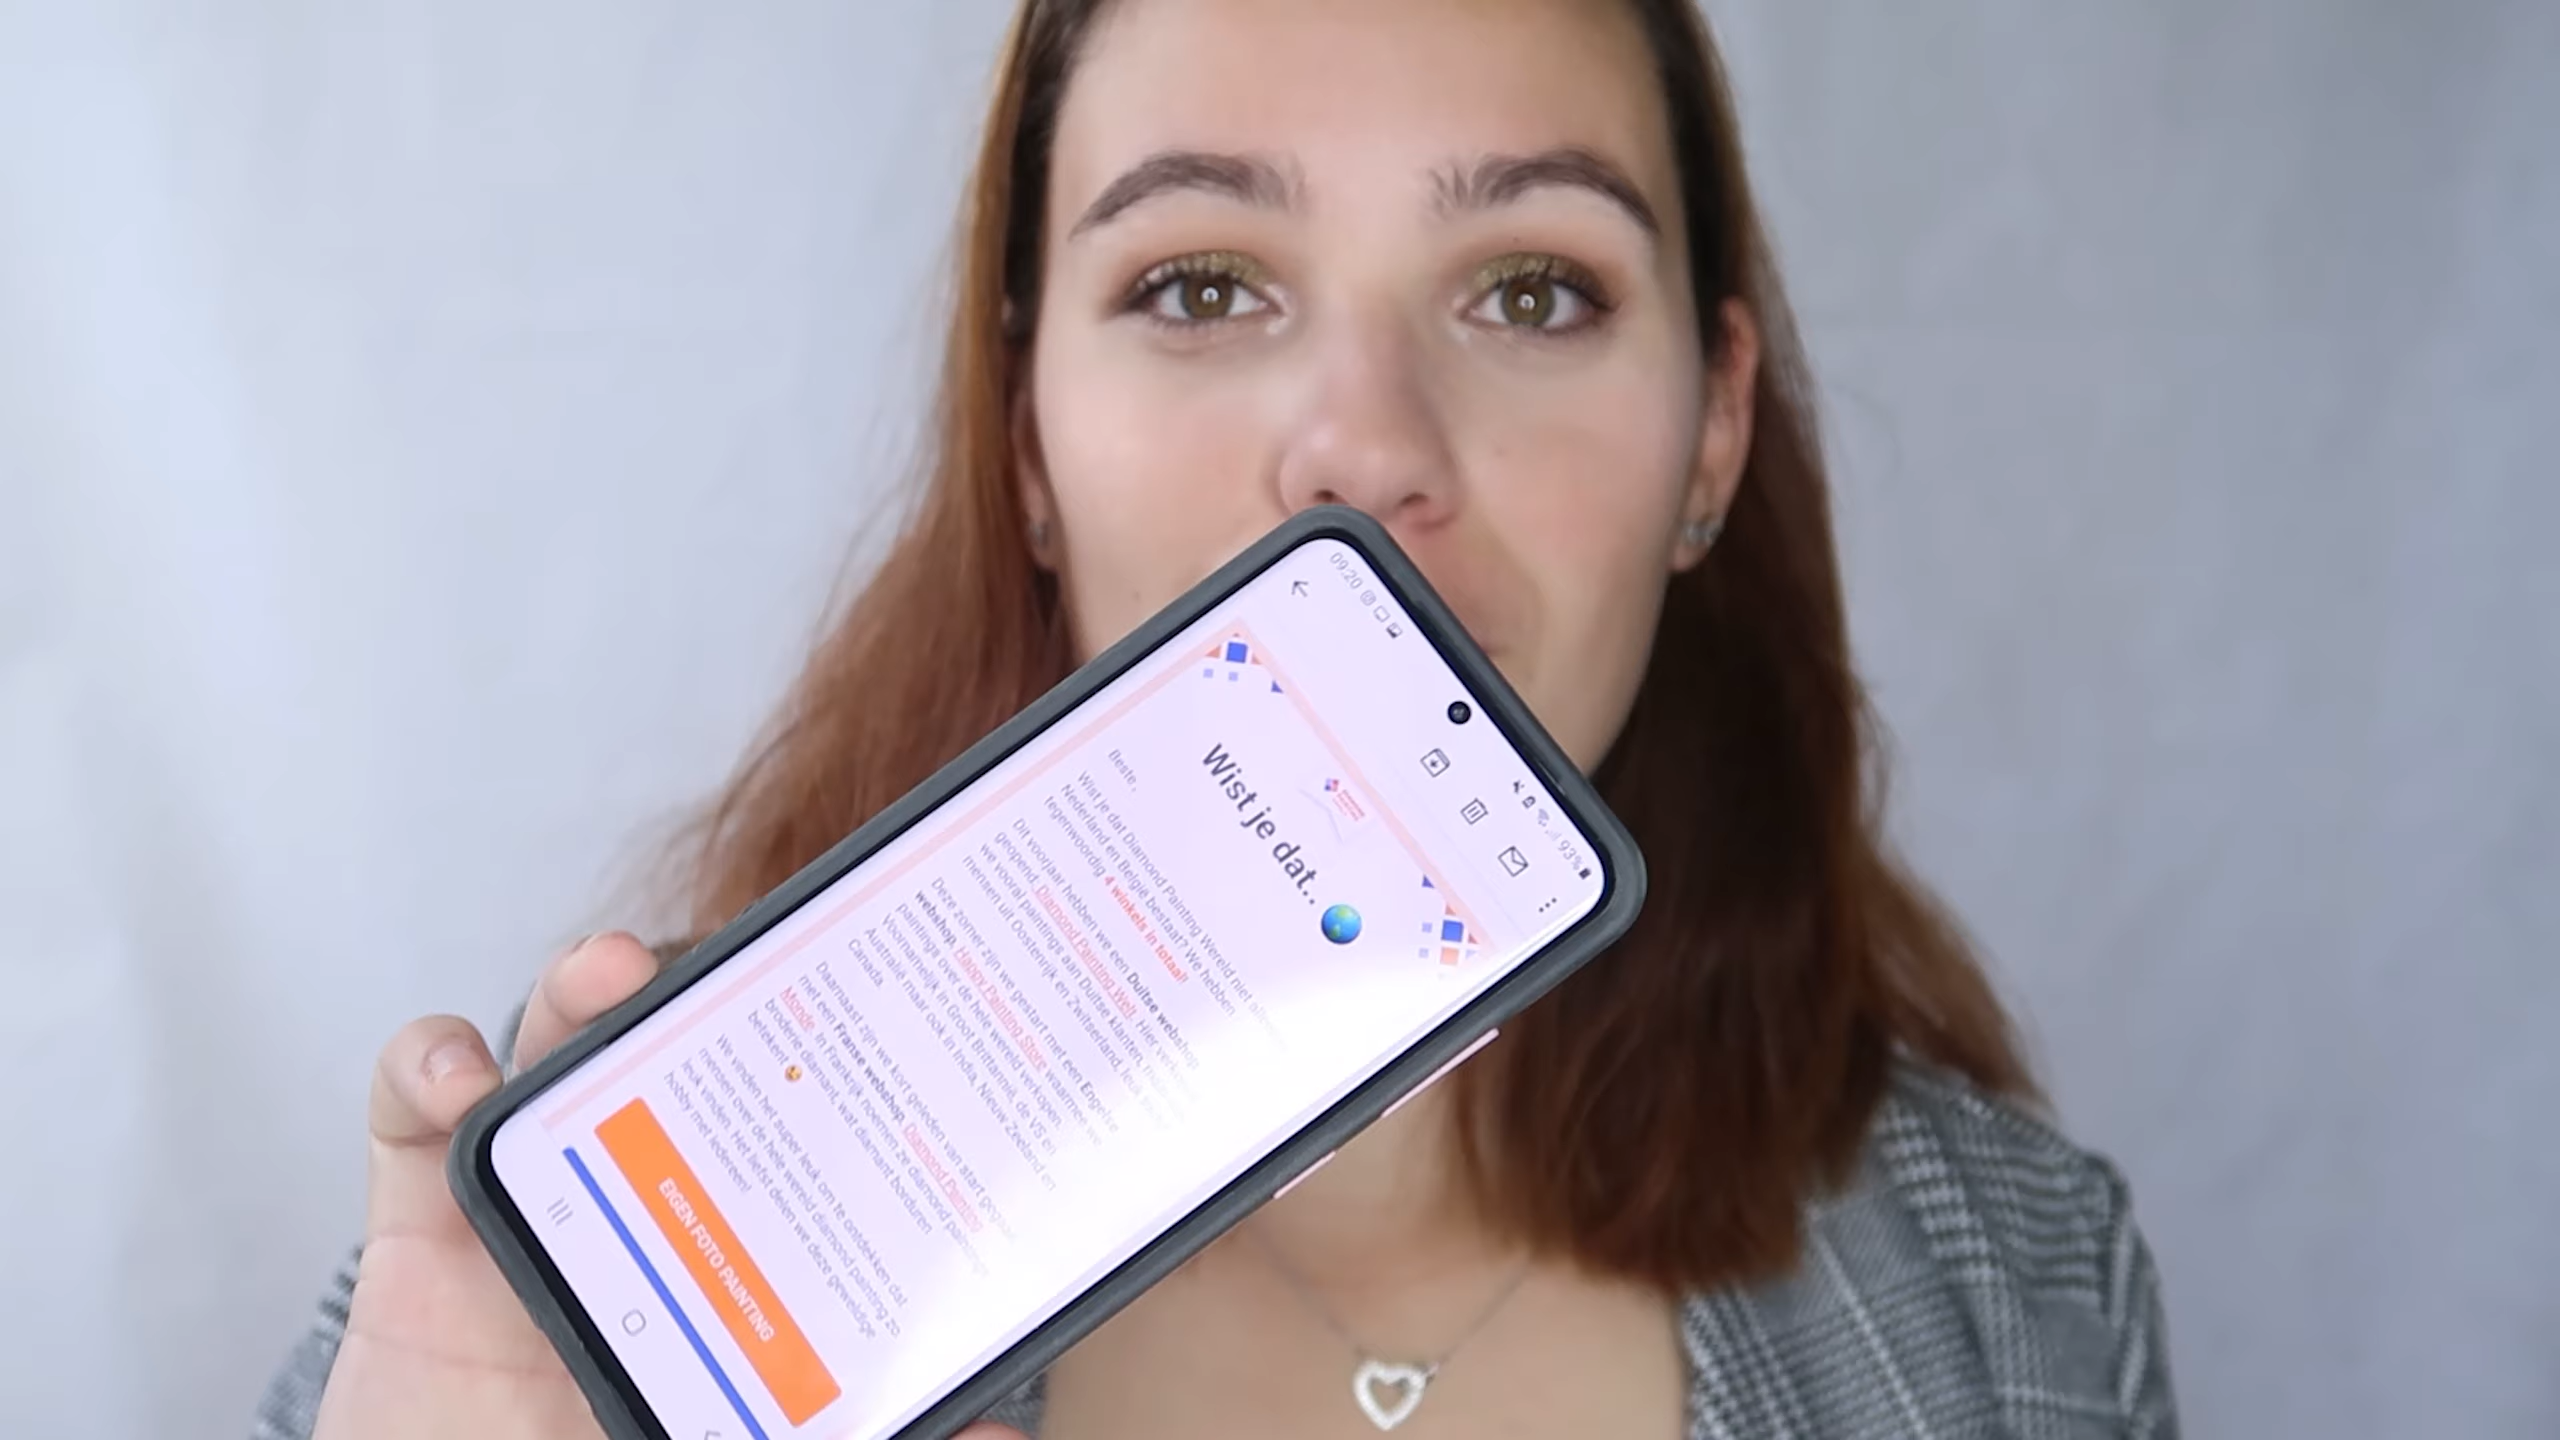 09:20
93%
Wist je dat..
Beste ,
Wist je dat Diamond Painting Wereld niet
Nederland en België bestaat? We hebben
tegenwoordig 4 winkels in totaal!
Dit voorjaar hebben we een Duitse webshop
geopend, Diamond Painting Welt. Hier
we vooral paintings aan Duitse klanten,
mensen uit Oostenrijk en Zwitserland, leuk
Deze zomer zijn we gestart met een Engelse
webshop, Happy Painting Store waarmee we
paintings over de hele wereld verkopen.
Voornamelijk in Groot Brittannië, de VS en
Australië maar ook in India, Nieuw Zeeland en
Canada.
Daarnaast zijn we kort geleden van start gegaan
met een Franse webshop, Diamond Painting
Monde. In Frankrijk noemen ze diamond paintings
broderie diamant, wat diamant borduren
betekent
We vinden het super leuk om te ontdekken dat
mensen over de hele wereld diamond painting zo
leuk vinden. Het liefst delen we deze geweldige
hobby met iedereen!
EIGEN FOTO PAINTING